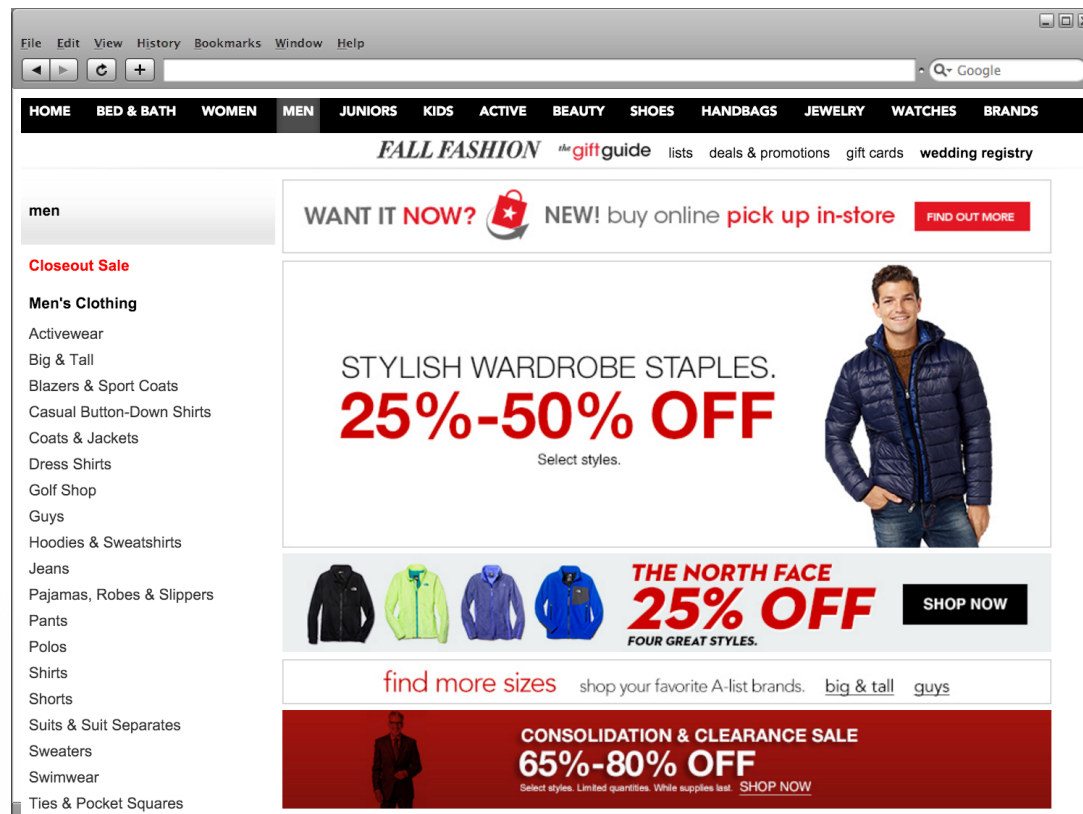 File Edit View History Bookmarks Window Help
Google
HOME BED & BATH WOMEN MEN JUNIORS KIDS ACTIVE BEAUTY SHOES HANDBAGS JEWELRY WATCHES BRANDS
FALL FASHION the giftguide lists deals & promotions gift cards wedding registry
men
Closeout Sale
Men's Clothing
Activewear
Big & Tall
Blazers & Sport Coats
Casual Button-Down Shirts
Coats & Jackets
Dress Shirts
Golf Shop
Guys
Hoodies & Sweatshirts
Jeans
Pajamas, Robes & Slippers
Pants
Polos
Shirts
Shorts
Suits & Suit Separates
Sweaters
Swimwear
Ties & Pocket Squares
WANT IT NOW? NEW! buy online pick up in-store FIND OUT MORE
STYLISH WARDROBE STAPLES.
25%-50% OFF
Select styles.
THE NORTH FACE
25% OFF
FOUR GREAT STYLES.
SHOP NOW
find more sizes shop your favorite A-list brands. big & tall guys
CONSOLIDATION & CLEARANCE SALE
65%-80% OFF
Select styles. Limited quantities. While supplies last. SHOP NOW